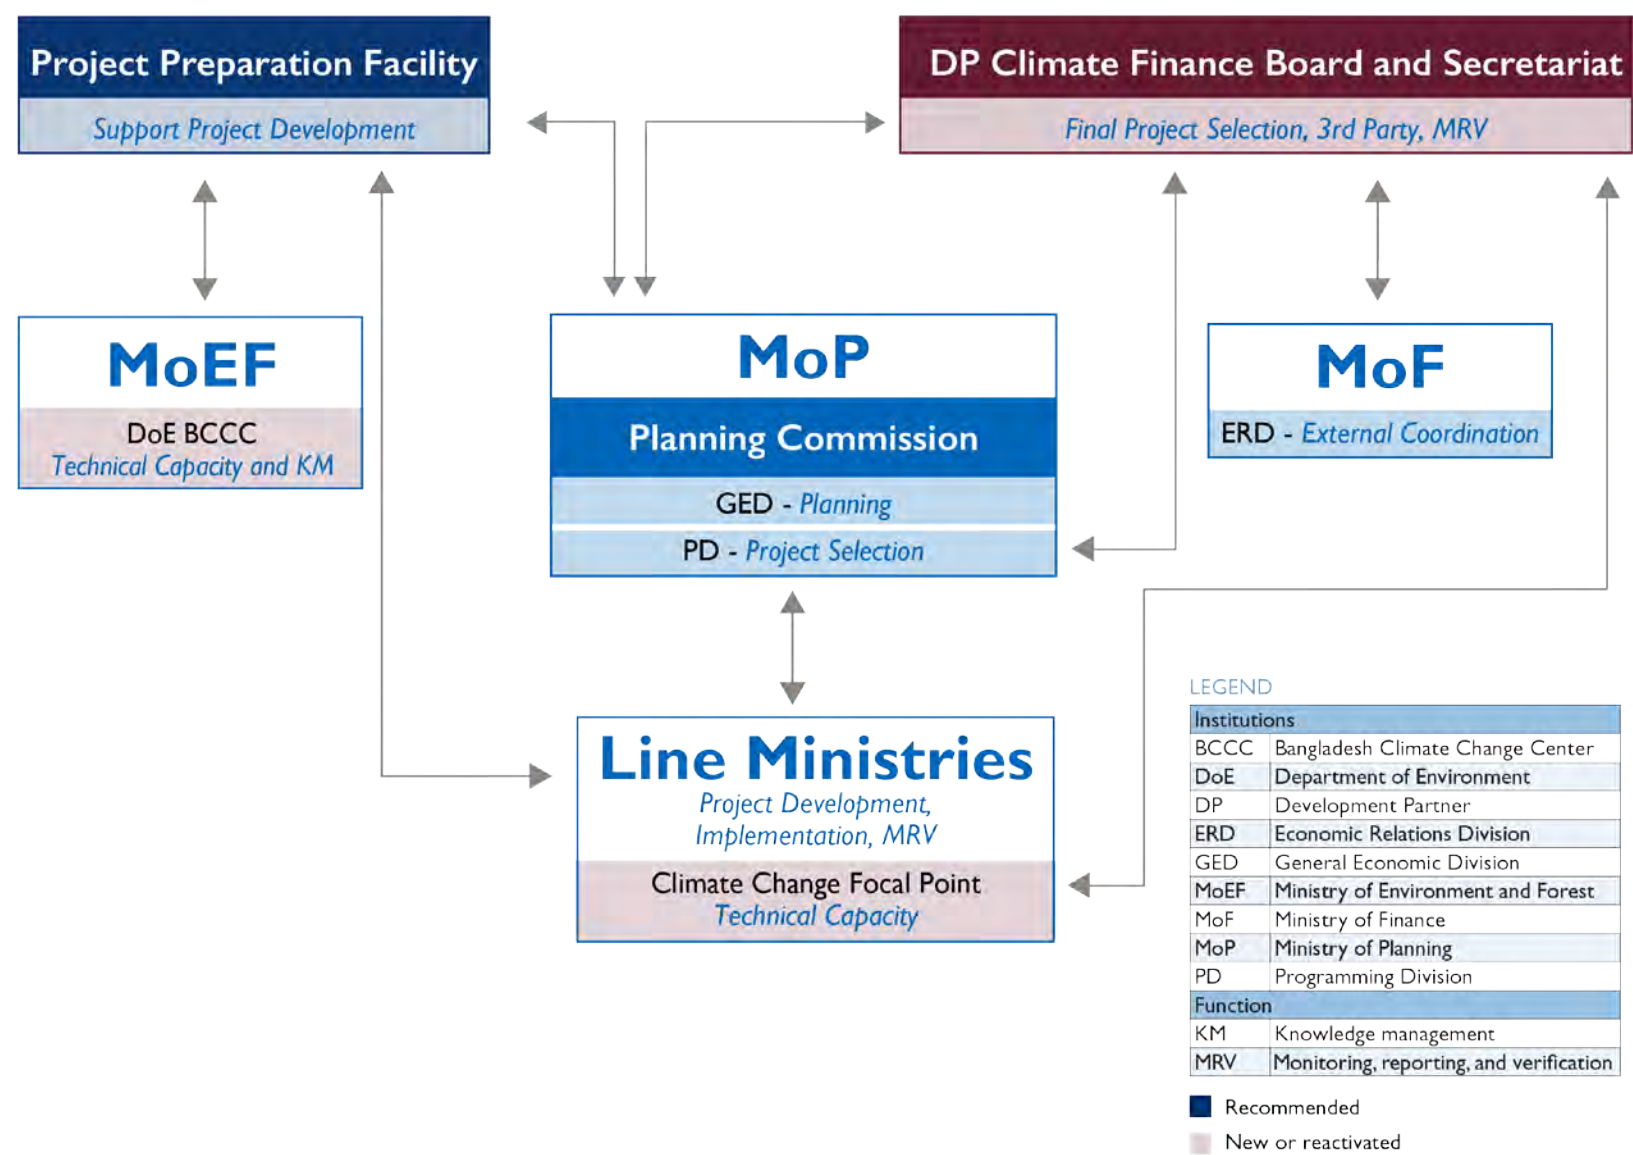 Project Preparation Facility
Support Project Development
DP Climate Finance Board and Secretariat
Final Project Selection, 3rd Party, MRV
MoEF
DoE BCCC
Technical Capacity and KM
MoP
Planning Commission
GED - Planning
PD - Project Selection
MoF
ERD - External Coordination
Line Ministries
Project Development,
Implementation, MRV
Climate Change Focal Point
Technical Capacity
LEGEND
Institutions
BCCC Bangladesh Climate Change Center
DoE Department of Environment
DP Development Partner
ERD Economic Relations Division
GED General Economic Division
MoEF Ministry of Environment and Forest
MoF Ministry of Finance
MoP Ministry of Planning
PD Programming Division
Function
KM Knowledge management
MRV Monitoring, reporting, and verification
Recommended
New or reactivated